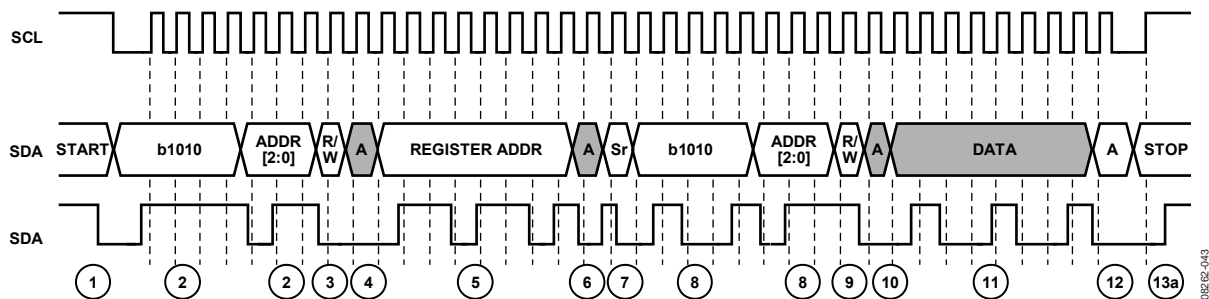 SCL
SDA START b1010 ADDR [2:0] R/W A REGISTER ADDR A Sr b1010 ADDR [2:0] R/W A DATA A STOP
SDA
1 2 2 3 4 5 6 7 8 8 9 10 11 12 13a
08262-043